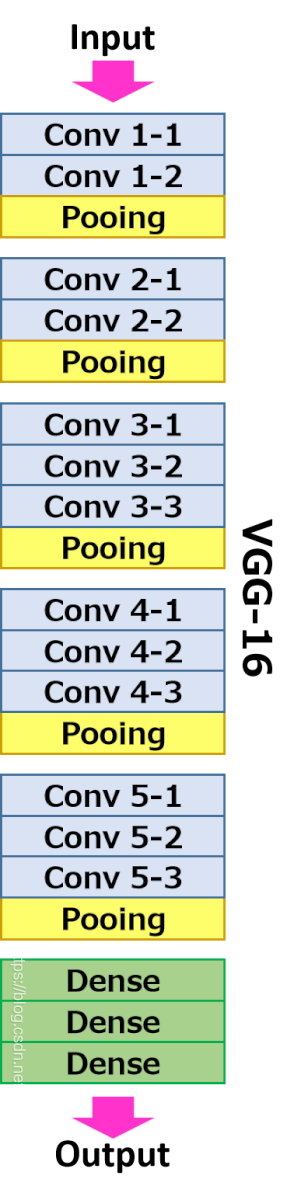 Input
Conv 1-1
Conv 1-2
Pooing
Conv 2-1
Conv 2-2
Pooing
Conv 3-1
Conv 3-2
Conv 3-3
Pooing
VGG-16
Conv 4-1
Conv 4-2
Conv 4-3
Pooing
Conv 5-1
Conv 5-2
Conv 5-3
Pooing
tps://blog.csdn.ne
Dense
Dense
Dense
Output